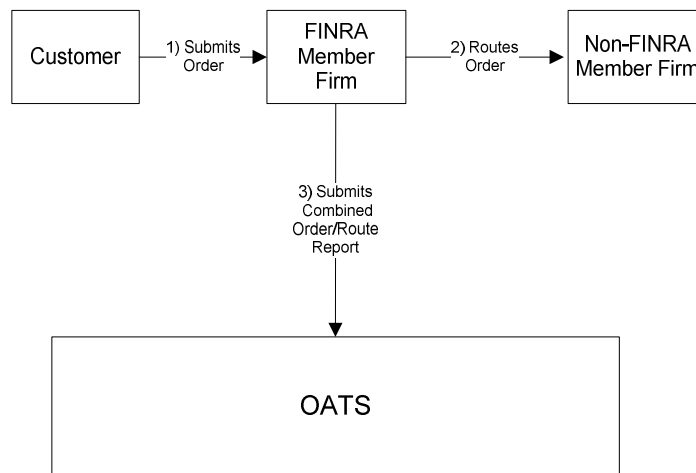 Customer
1) Submits
Order
FINRA
Member
Firm
2) Routes
Order
Non-FINRA
Member Firm
3) Submits
Combined
Order/Route
Report
OATS